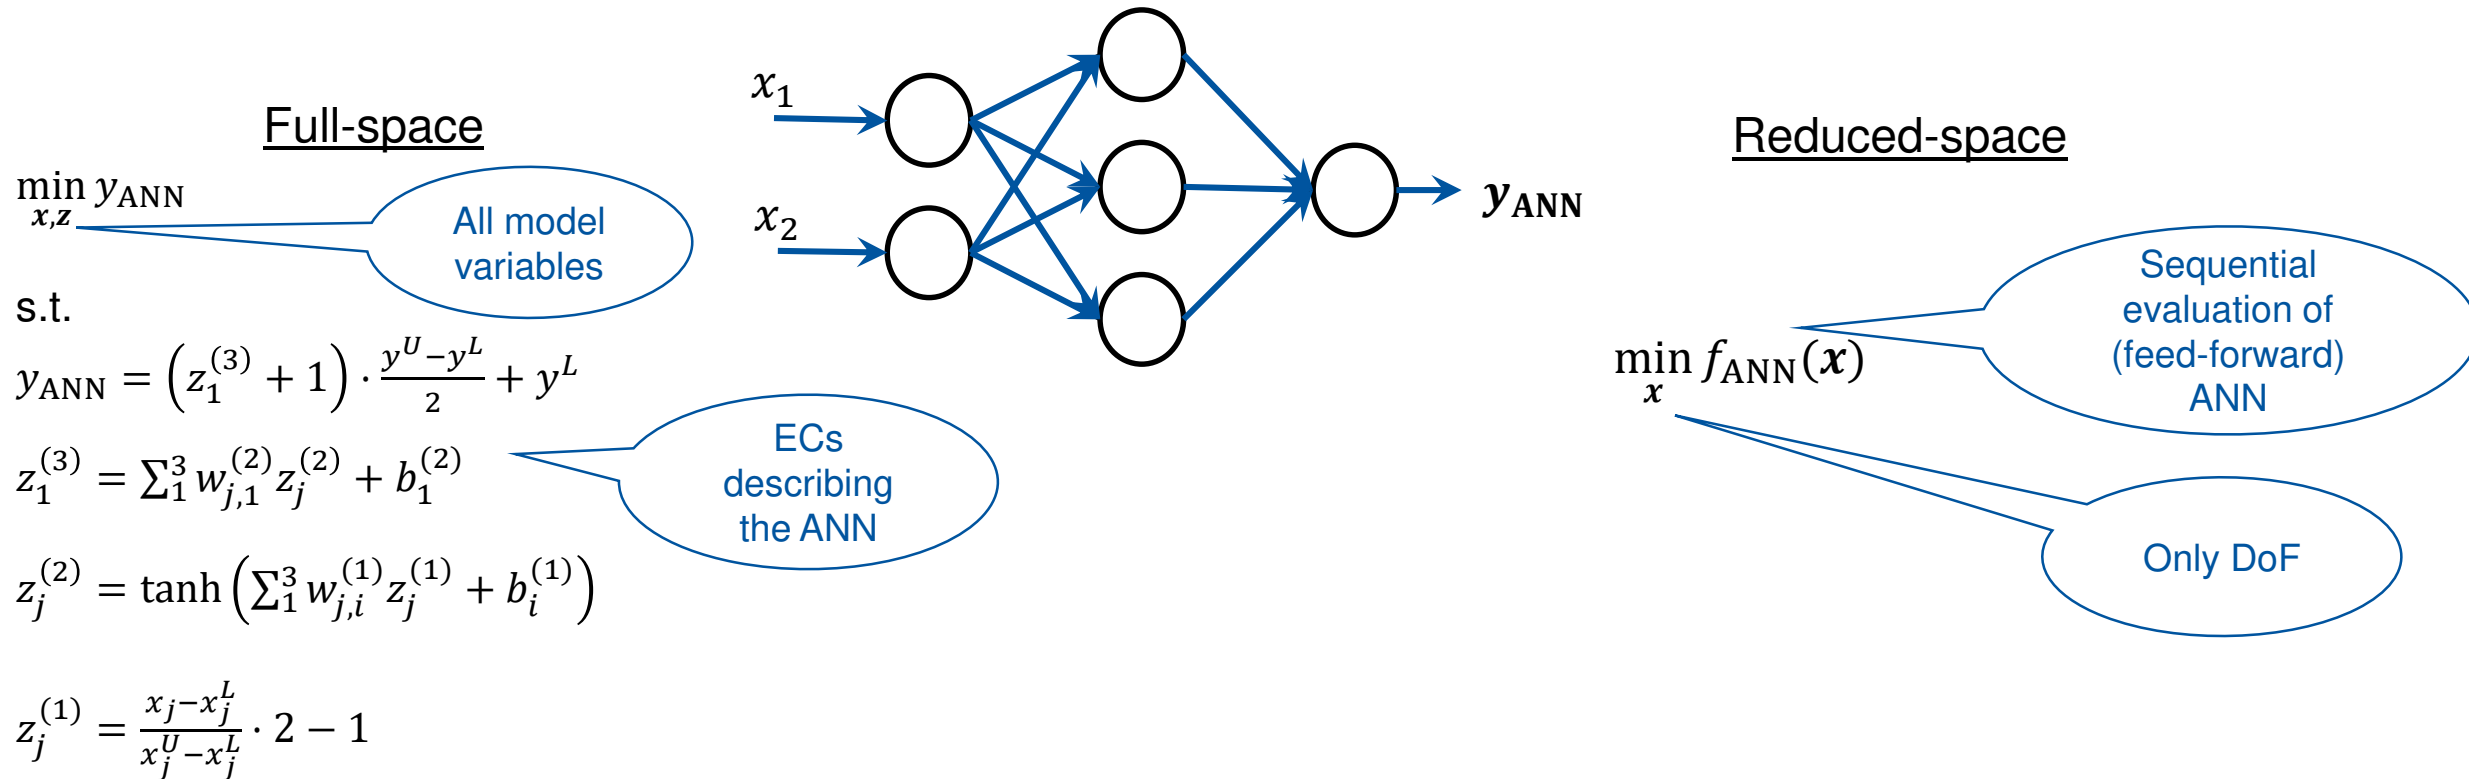 Full-space
min y_ANN
x,z
All model
variables
s.t.
y_ANN = (z_1^(3) + 1) · (y^U − y^L)/2 + y^L
z_1^(3) = ∑_1^3 w_{j,1}^(2) z_j^(2) + b_1^(2)
z_j^(2) = tanh (∑_1^3 w_{j,i}^(1) z_j^(1) + b_i^(1))
z_j^(1) = (x_j − x_j^L)/(x_j^U − x_j^L) · 2 − 1
ECs
describing
the ANN
x_1
x_2
y_ANN
Reduced-space
Sequential
evaluation of
(feed-forward)
ANN
min f_ANN(x)
x
Only DoF